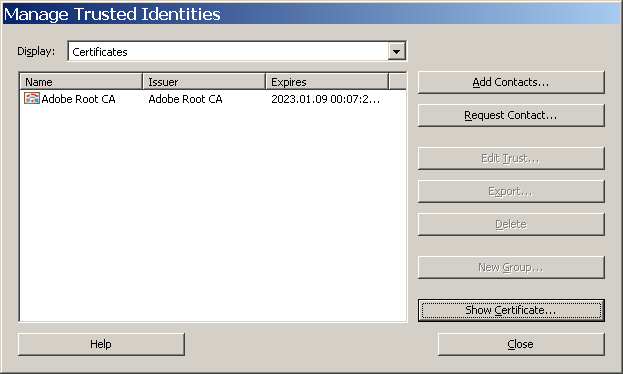 Manage Trusted Identities
Display: Certificates
Name Issuer Expires
Adobe Root CA Adobe Root CA 2023.01.09 00:07:2...
Add Contacts...
Request Contact...
Edit Trust...
Export...
Delete
New Group...
Show Certificate...
Help Close